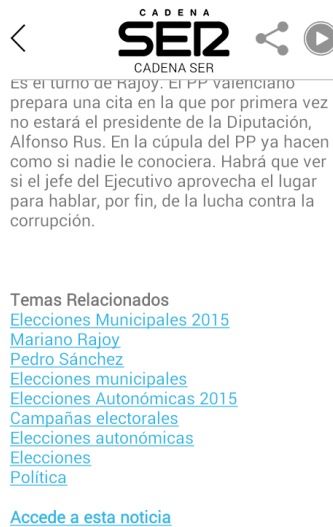 CADENA
SER
CADENA SER
Es el turno de Rajoy. El PP valenciano
prepara una cita en la que por primera vez
no estará el presidente de la Diputación,
Alfonso Rus. En la cúpula del PP ya hacen
como si nadie le conociera. Habrá que ver
si el jefe del Ejecutivo aprovecha el lugar
para hablar, por fin, de la lucha contra la
corrupción.
Temas Relacionados
Elecciones Municipales 2015
Mariano Rajoy
Pedro Sánchez
Elecciones municipales
Elecciones Autonómicas 2015
Campañas electorales
Elecciones autonómicas
Elecciones
Política
Accede a esta noticia